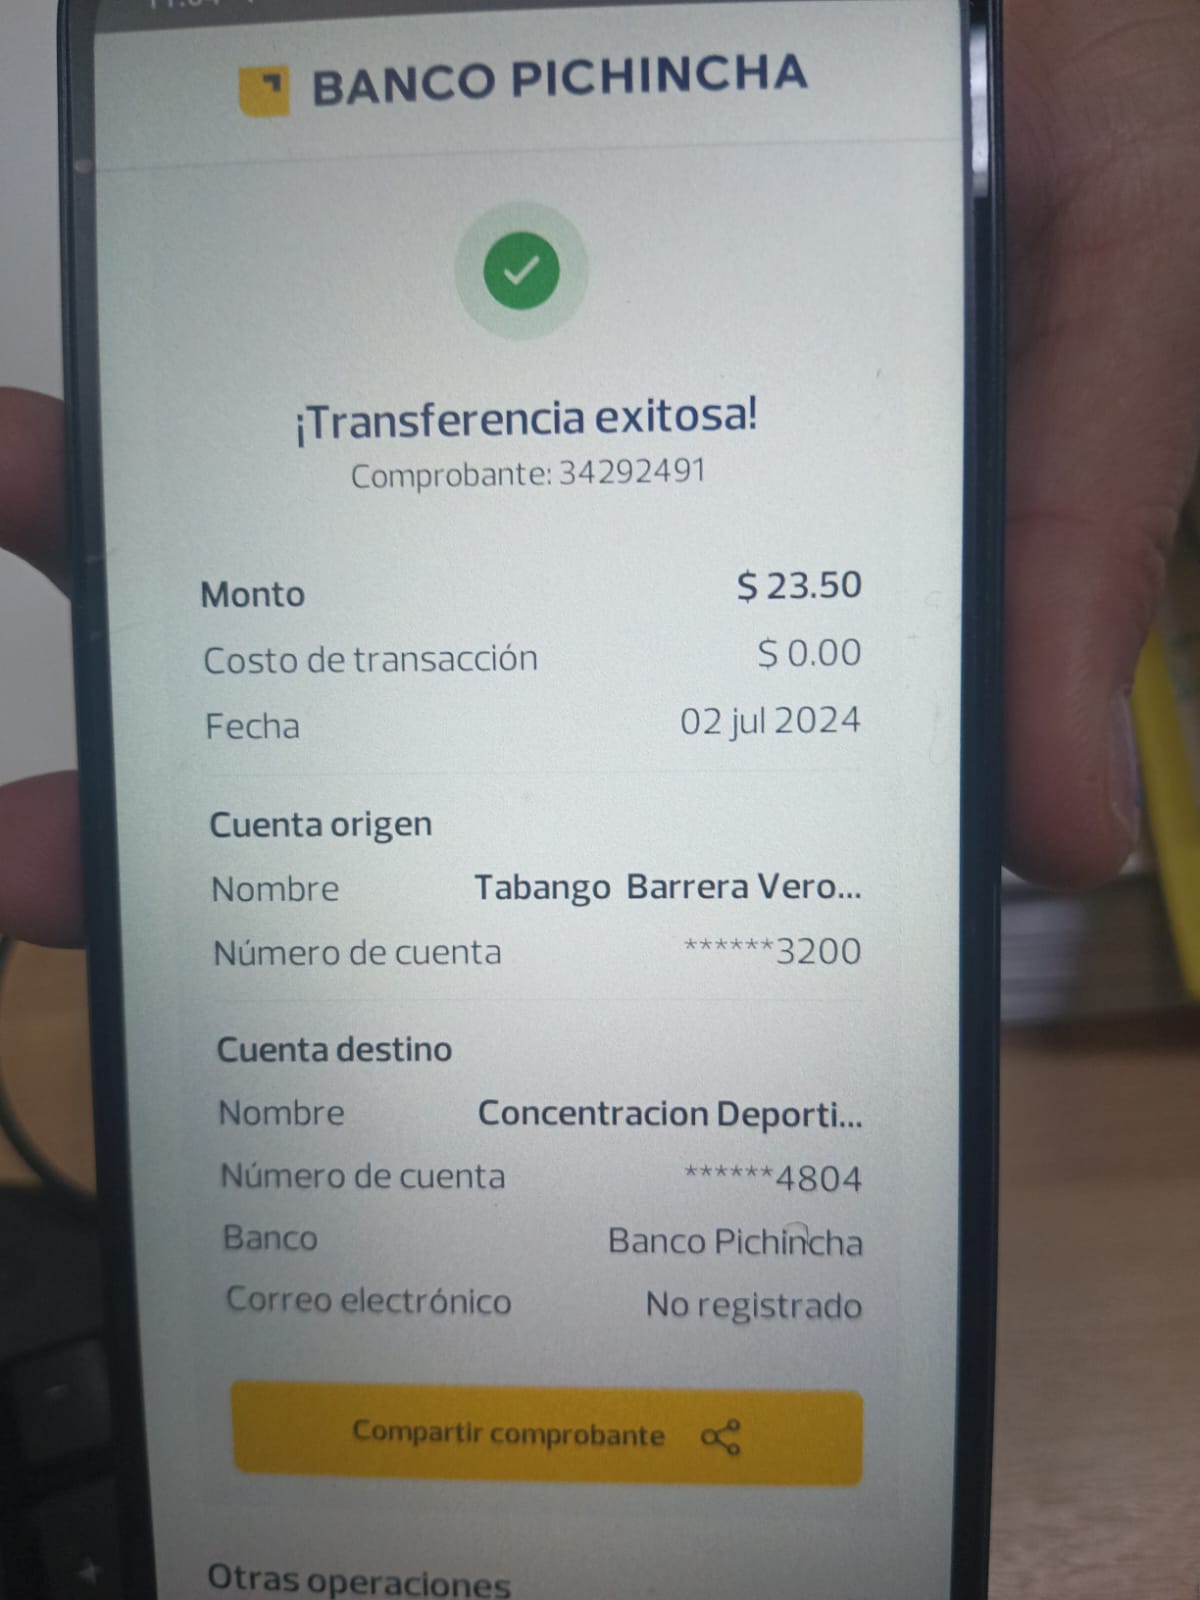 BANCO PICHINCHA
¡Transferencia exitosa!
Comprobante: 34292491
Monto $ 23.50
Costo de transacción $ 0.00
Fecha 02 jul 2024
Cuenta origen
Nombre Tabango Barrera Vero...
Número de cuenta ******3200
Cuenta destino
Nombre Concentracion Deporti...
Número de cuenta ******4804
Banco Banco Pichincha
Correo electrónico No registrado
Compartir comprobante
Otras operaciones